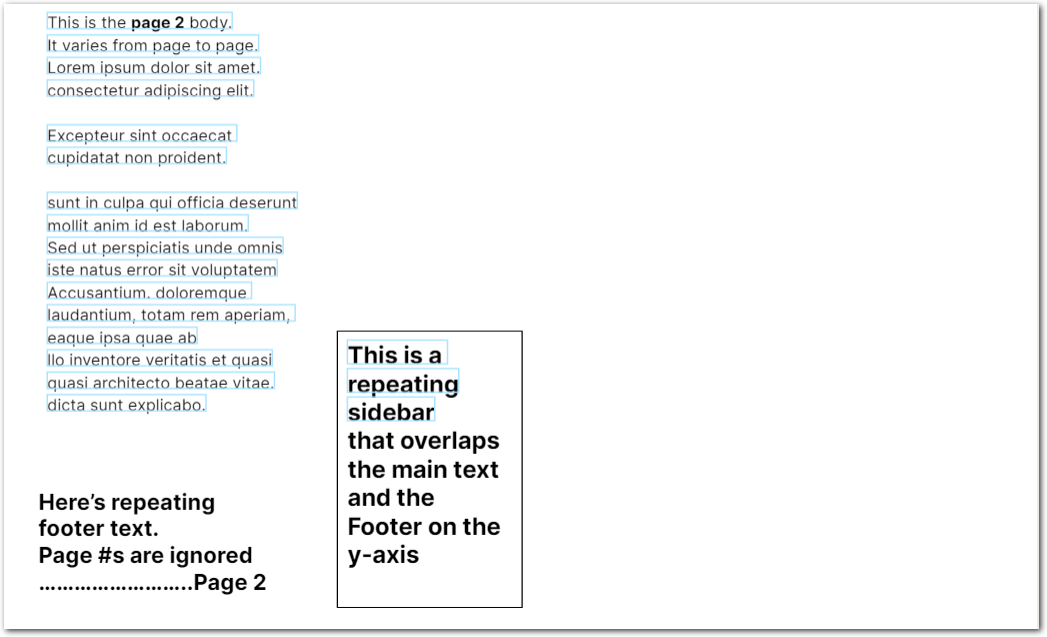 This is the page 2 body.
It varies from page to page.
Lorem ipsum dolor sit amet.
consectetur adipiscing elit.
Excepteur sint occaecat
cupidatat non proident.
sunt in culpa qui officia deserunt
mollit anim id est laborum.
Sed ut perspiciatis unde omnis
iste natus error sit voluptatem
Accusantium. doloremque
laudantium, totam rem aperiam,
eaque ipsa quae ab
llo inventore veritatis et quasi
quasi architecto beatae vitae.
dicta sunt explicabo.
This is a
repeating
sidebar
that overlaps
the main text
and the
Footer on the
y-axis
Here’s repeating
footer text.
Page #s are ignored
……………………..Page 2